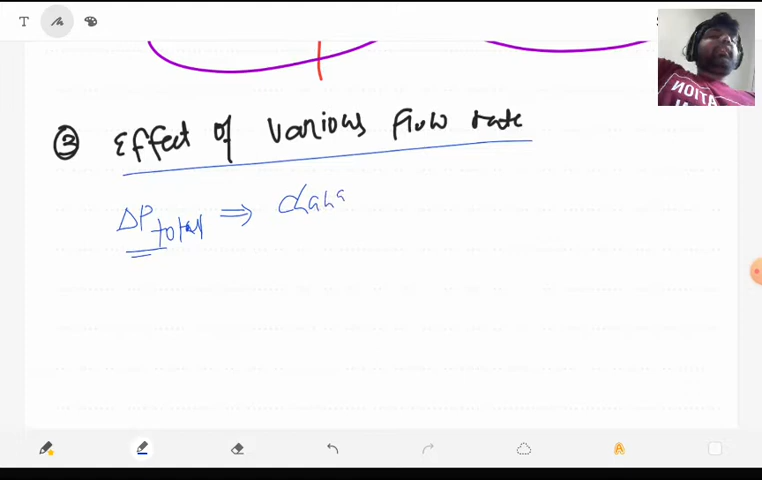 ③ Effect of various flow rate
ΔP total ⇒